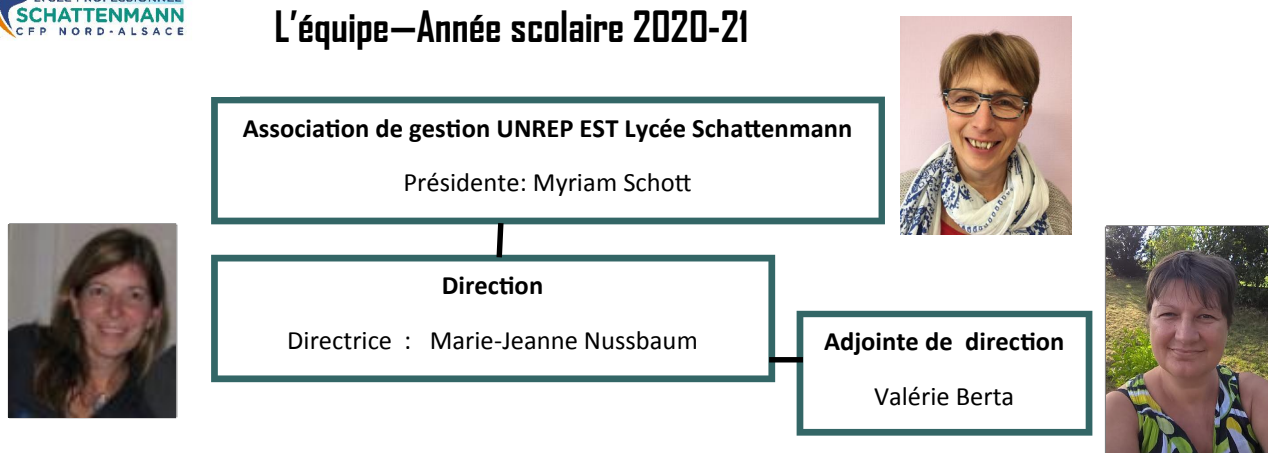 SCHATTENMANN
CFP NORD-ALSACE
L'équipe—Année scolaire 2020-21
Association de gestion UNREP EST Lycée Schattenmann
Présidente: Myriam Schott
Direction
Directrice : Marie-Jeanne Nussbaum
Adjointe de direction
Valérie Berta